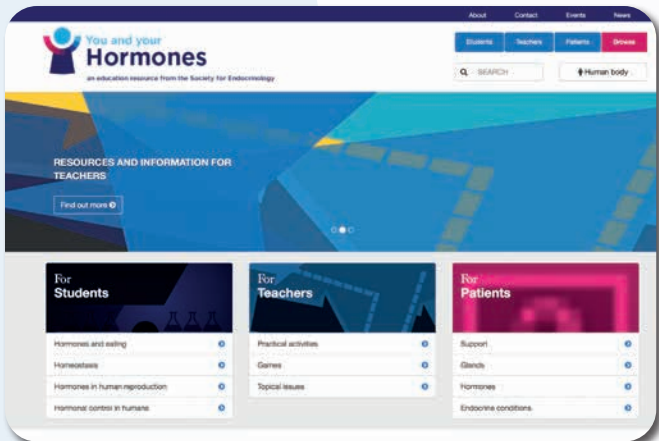 About Contact Events News
You and your
Hormones
an education resource from the Society for Endocrinology
Students Teachers Patients Browse
SEARCH
Human body
RESOURCES AND INFORMATION FOR
TEACHERS
Find out more
For
Students
Hormones and eating
Homeostasis
Hormones in human reproduction
Hormonal control in humans
For
Teachers
Practical activities
Games
Topical issues
For
Patients
Support
Glands
Hormones
Endocrine conditions